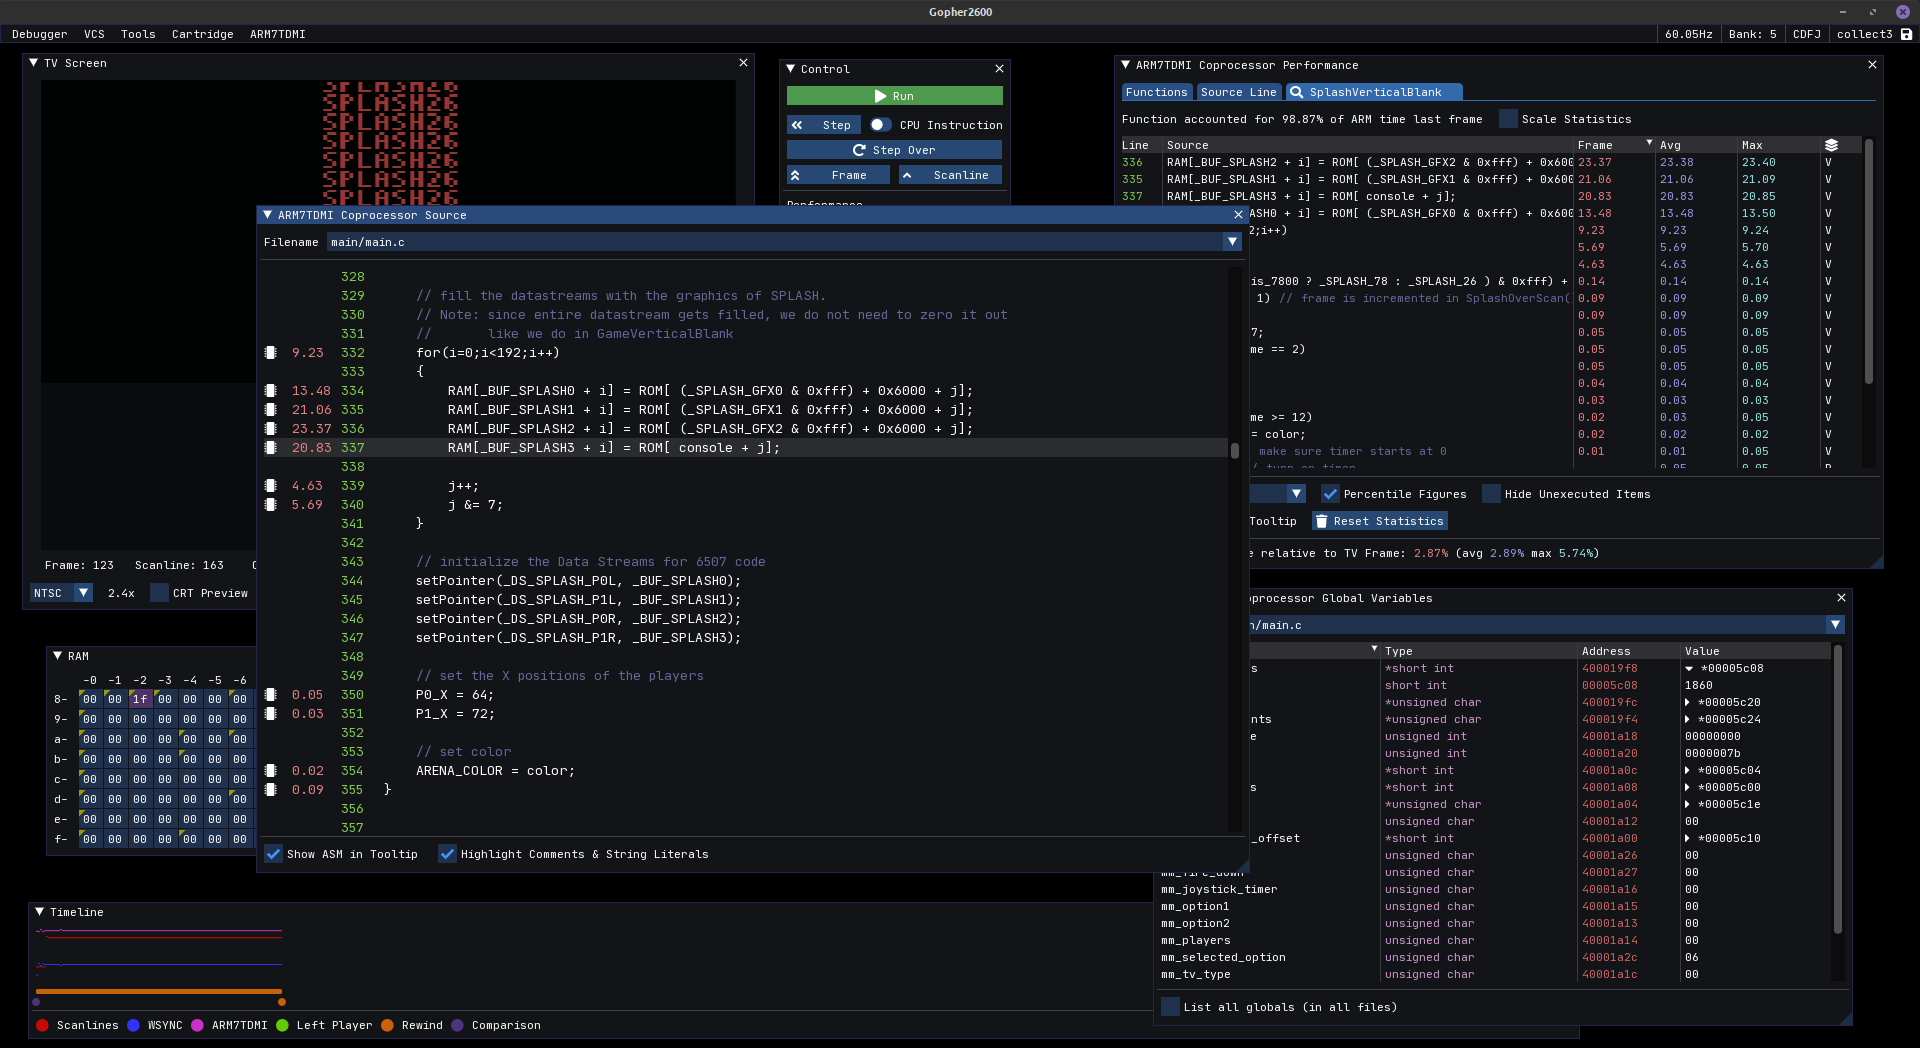 Gopher2600
Debugger VCS Tools Cartridge ARM7TDMI 60.05Hz Bank: 5 CDFJ collect3
TV Screen
SPLASH26
SPLASH26
SPLASH26
SPLASH26
SPLASH26
SPLASH26
Frame: 123 Scanline: 163
NTSC 2.4x CRT Preview
Control
Run
Step CPU Instruction
Step Over
Frame Scanline
Performance
ARM7TDMI Coprocessor Performance
Functions Source Line SplashVerticalBlank
Function accounted for 98.87% of ARM time last frame Scale Statistics
Line Source Frame Avg Max
336 RAM[_BUF_SPLASH2 + i] = ROM[ (_SPLASH_GFX2 & 0xfff) + 0x600 23.37 23.38 23.40 V
335 RAM[_BUF_SPLASH1 + i] = ROM[ (_SPLASH_GFX1 & 0xfff) + 0x600 21.06 21.06 21.09 V
337 RAM[_BUF_SPLASH3 + i] = ROM[ console + j]; 20.83 20.83 20.85 V
ASH0 + i] = ROM[ (_SPLASH_GFX0 & 0xfff) + 0x600 13.48 13.48 13.50 V
2;i++) 9.23 9.23 9.24 V
5.69 5.69 5.70 V
4.63 4.63 4.63 V
is_7800 ? _SPLASH_78 : _SPLASH_26 ) & 0xfff) + 0.14 0.14 0.14 V
1) // frame is incremented in SplashOverScan( 0.09 0.09 0.09 V
0.09 0.09 0.09 V
7; 0.05 0.05 0.05 V
me == 2) 0.05 0.05 0.05 V
0.05 0.05 0.05 V
0.04 0.04 0.04 V
0.03 0.03 0.03 V
me >= 12) 0.02 0.03 0.05 V
= color; 0.02 0.02 0.02 V
make sure timer starts at 0 0.01 0.01 0.05 V
/ turn on timer 0.05 0.05
Percentile Figures Hide Unexecuted Items
Tooltip Reset Statistics
e relative to TV Frame: 2.87% (avg 2.89% max 5.74%)
ARM7TDMI Coprocessor Source
Filename main/main.c
328
329 // fill the datastreams with the graphics of SPLASH.
330 // Note: since entire datastream gets filled, we do not need to zero it out
331 // like we do in GameVerticalBlank
9.23 332 for(i=0;i<192;i++)
333 {
13.48 334 RAM[_BUF_SPLASH0 + i] = ROM[ (_SPLASH_GFX0 & 0xfff) + 0x6000 + j];
21.06 335 RAM[_BUF_SPLASH1 + i] = ROM[ (_SPLASH_GFX1 & 0xfff) + 0x6000 + j];
23.37 336 RAM[_BUF_SPLASH2 + i] = ROM[ (_SPLASH_GFX2 & 0xfff) + 0x6000 + j];
20.83 337 RAM[_BUF_SPLASH3 + i] = ROM[ console + j];
338
4.63 339 j++;
5.69 340 j &= 7;
341 }
342
343 // initialize the Data Streams for 6507 code
344 setPointer(_DS_SPLASH_P0L, _BUF_SPLASH0);
345 setPointer(_DS_SPLASH_P1L, _BUF_SPLASH1);
346 setPointer(_DS_SPLASH_P0R, _BUF_SPLASH2);
347 setPointer(_DS_SPLASH_P1R, _BUF_SPLASH3);
348
349 // set the X positions of the players
0.05 350 P0_X = 64;
0.03 351 P1_X = 72;
352
353 // set color
0.02 354 ARENA_COLOR = color;
0.09 355 }
356
357
Show ASM in Tooltip Highlight Comments & String Literals
RAM
-0 -1 -2 -3 -4 -5 -6
8- 00 00 1f 00 00 00 00
9- 00 00 00 00 00 00 00
a- 00 00 00 00 00 00 00
b- 00 00 00 00 00 00 00
c- 00 00 00 00 00 00 00
d- 00 00 00 00 00 00 00
e- 00 00 00 00 00 00 00
f- 00 00 00 00 00 00 00
oprocessor Global Variables
n/main.c
Type Address Value
s *short int 400019f8 *00005c08
short int 00005c08 1860
*unsigned char 400019fc *00005c20
nts *unsigned char 400019f4 *00005c24
e unsigned int 40001a18 00000000
unsigned int 40001a20 0000007b
*short int 40001a0c *00005c04
s *short int 40001a08 *00005c00
*unsigned char 40001a04 *00005c1e
unsigned char 40001a12 00
_offset *short int 40001a00 *00005c10
unsigned char 40001a26 00
mm_fire_down unsigned char 40001a27 00
mm_joystick_timer unsigned char 40001a16 00
mm_option1 unsigned char 40001a15 00
mm_option2 unsigned char 40001a13 00
mm_players unsigned char 40001a14 00
mm_selected_option unsigned char 40001a2c 06
mm_tv_type unsigned char 40001a1c 00
List all globals (in all files)
Timeline
Scanlines WSYNC ARM7TDMI Left Player Rewind Comparison